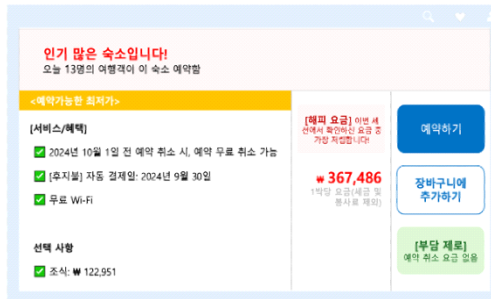 인기 많은 숙소입니다!
오늘 13명의 여행객이 이 숙소 예약함
<예약가능한 최저가>
[서비스/혜택]
2024년 10월 1일 전 예약 취소 시, 예약 무료 취소 가능
[후지불] 자동 결제일: 2024년 9월 30일
무료 Wi-Fi
선택 사항
조식: ₩ 122,951
[해피 요금] 이번 세
션에서 확인하신 요금 중
가장 저렴합니다!
₩ 367,486
1박당 요금(세금 및
봉사료 제외)
예약하기
장바구니에
추가하기
[부담 제로]
예약 취소 요금 없음